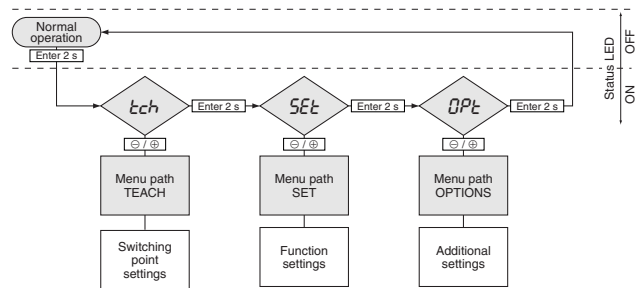 Normal
operation
Enter 2 s
Status LED
OFF
ON
tch
Enter 2 s
SEt
Enter 2 s
OPt
Enter 2 s
⊖ / ⊕
⊖ / ⊕
⊖ / ⊕
Menu path
TEACH
Menu path
SET
Menu path
OPTIONS
Switching
point
settings
Function
settings
Additional
settings